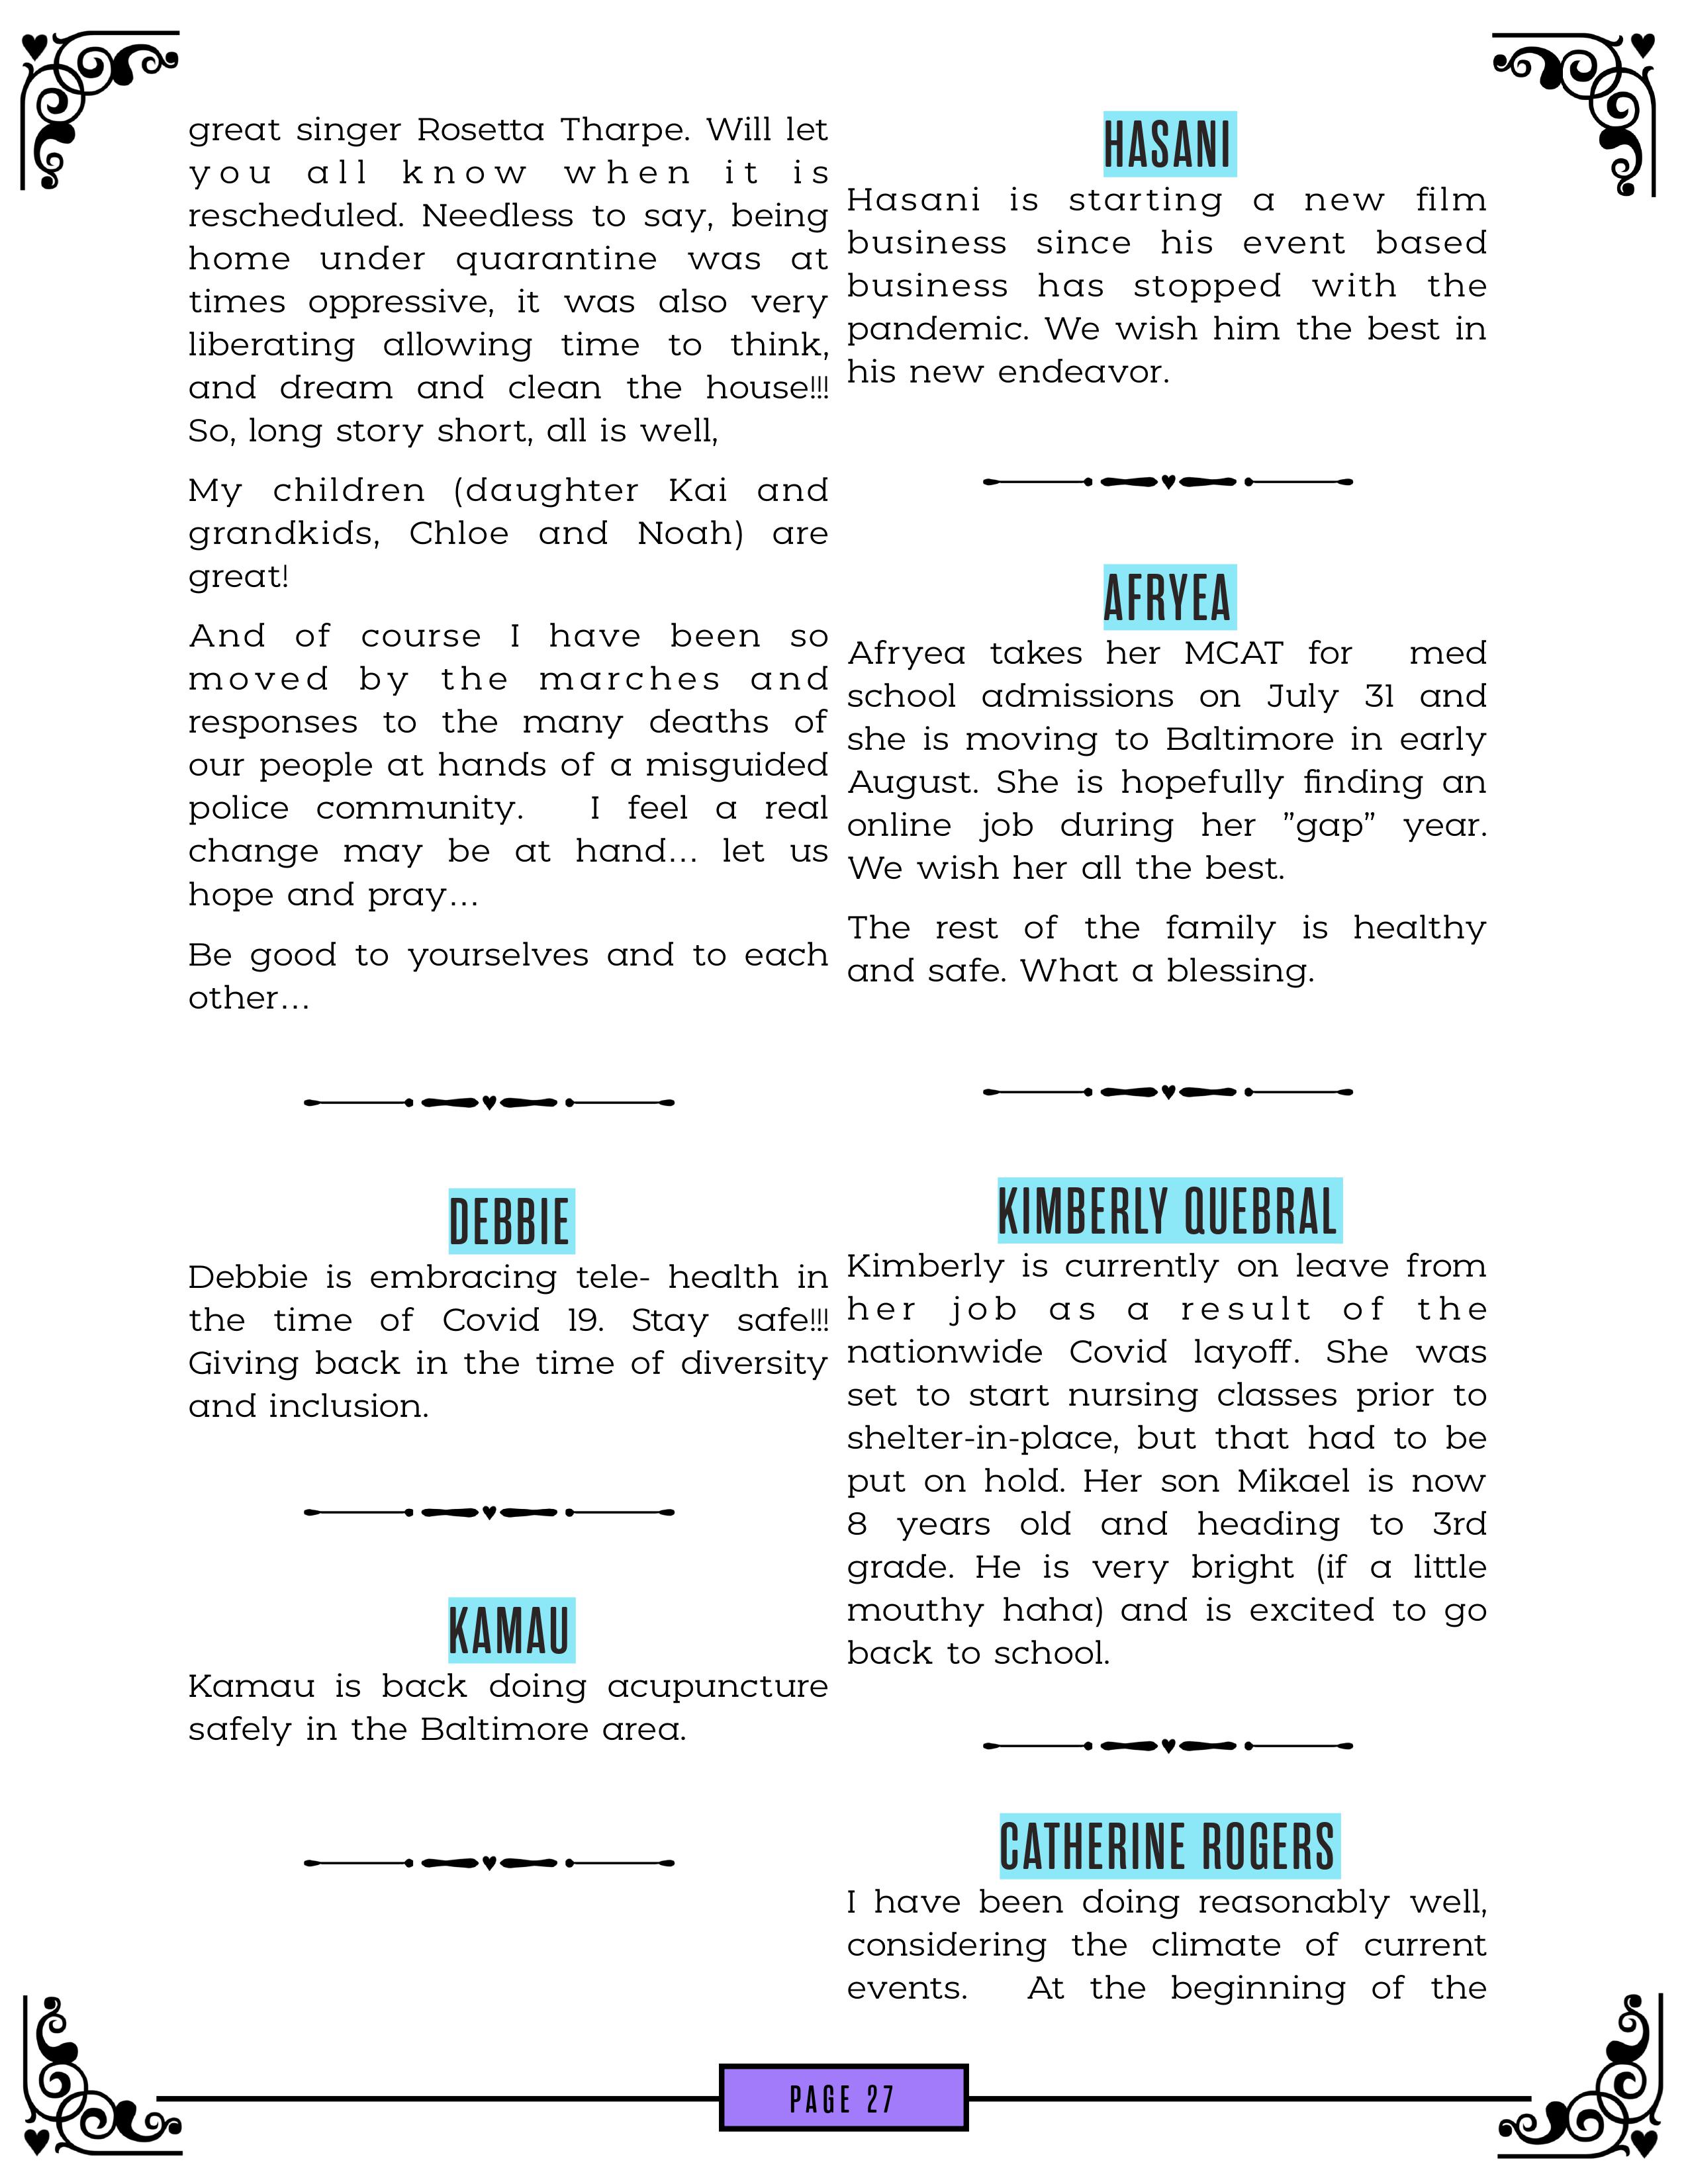 great singer Rosetta Tharpe. Will let
you all know when it is
rescheduled. Needless to say, being
home under quarantine was at
times oppressive, it was also very
liberating allowing time to think,
and dream and clean the house!!!
So, long story short, all is well,
My children (daughter Kai and
grandkids, Chloe and Noah) are
great!
And of course I have been so
moved by the marches and
responses to the many deaths of
our people at hands of a misguided
police community. I feel a real
change may be at hand... let us
hope and pray...
Be good to yourselves and to each
other...
DEBBIE
Debbie is embracing tele- health in
the time of Covid 19. Stay safe!!!
Giving back in the time of diversity
and inclusion.
KAMAU
Kamau is back doing acupuncture
safely in the Baltimore area.
HASANI
Hasani is starting a new film
business since his event based
business has stopped with the
pandemic. We wish him the best in
his new endeavor.
AFRYEA
Afryea takes her MCAT for med
school admissions on July 31 and
she is moving to Baltimore in early
August. She is hopefully finding an
online job during her ”gap” year.
We wish her all the best.
The rest of the family is healthy
and safe. What a blessing.
KIMBERLY QUEBRAL
Kimberly is currently on leave from
her job as a result of the
nationwide Covid layoff. She was
set to start nursing classes prior to
shelter-in-place, but that had to be
put on hold. Her son Mikael is now
8 years old and heading to 3rd
grade. He is very bright (if a little
mouthy haha) and is excited to go
back to school.
CATHERINE ROGERS
I have been doing reasonably well,
considering the climate of current
events. At the beginning of the
PAGE 27